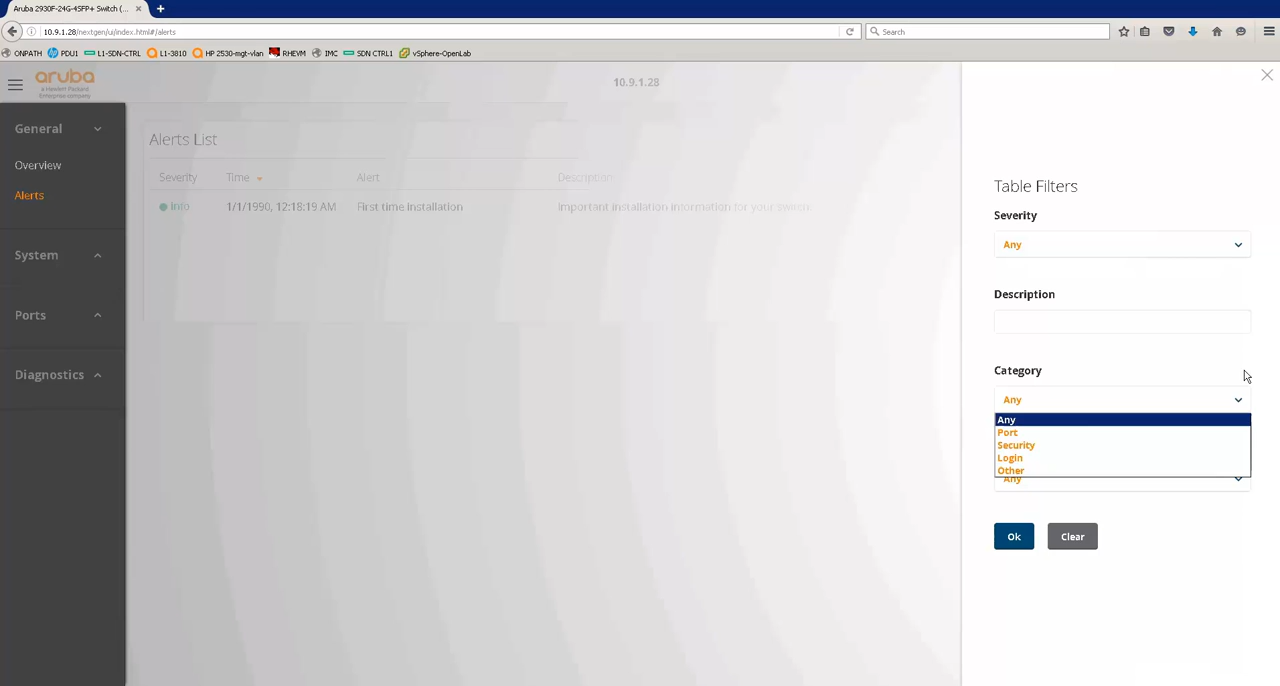 Aruba 2930F-24G-4SFP+ Switch (...
10.9.1.28/nextgen/ui/index.html#/alerts
Search
ONPATH PDU1 L1-SDN-CTRL L1-3810 HP 2530-mgt-vlan RHEVM IMC SDN CTRL1 vSphere-OpenLab
aruba
a Hewlett Packard
Enterprise company
10.9.1.28
General
Overview
Alerts
System
Ports
Diagnostics
Alerts List
Severity Time Alert Description
Info 1/1/1990, 12:18:19 AM First time installation Important installation information for your switch
Table Filters
Severity
Any
Description
Category
Any
Any
Port
Security
Login
Other
Any
Ok Clear